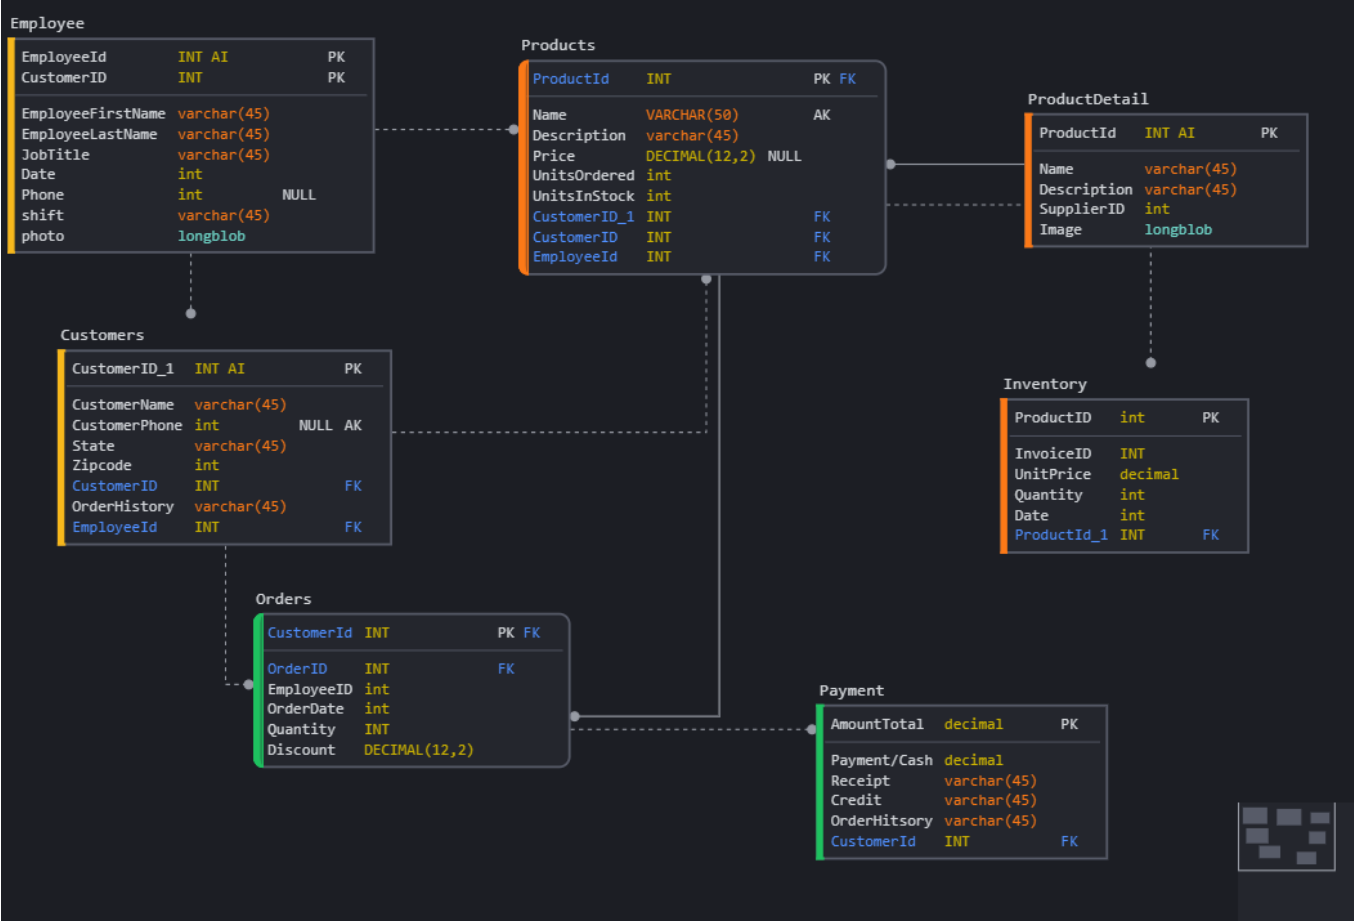 Employee
EmployeeId INT AI PK
CustomerID INT PK
EmployeeFirstName varchar(45)
EmployeeLastName varchar(45)
JobTitle varchar(45)
Date int
Phone int NULL
shift varchar(45)
photo longblob
Products
ProductId INT PK FK
Name VARCHAR(50) AK
Description varchar(45)
Price DECIMAL(12,2) NULL
UnitsOrdered int
UnitsInStock int
CustomerID_1 INT FK
CustomerID INT FK
EmployeeId INT FK
ProductDetail
ProductId INT AI PK
Name varchar(45)
Description varchar(45)
SupplierID int
Image longblob
Customers
CustomerID_1 INT AI PK
CustomerName varchar(45)
CustomerPhone int NULL AK
State varchar(45)
Zipcode int
CustomerID INT FK
OrderHistory varchar(45)
EmployeeId INT FK
Inventory
ProductID int PK
InvoiceID INT
UnitPrice decimal
Quantity int
Date int
ProductId_1 INT FK
Orders
CustomerId INT PK FK
OrderID INT FK
EmployeeID int
OrderDate int
Quantity INT
Discount DECIMAL(12,2)
Payment
AmountTotal decimal PK
Payment/Cash decimal
Receipt varchar(45)
Credit varchar(45)
OrderHitsory varchar(45)
CustomerId INT FK